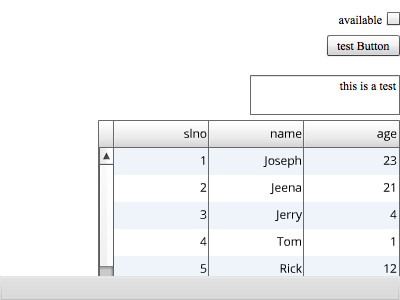 available
test Button
this is a test
slno name age
1 Joseph 23
2 Jeena 21
3 Jerry 4
4 Tom 1
5 Rick 12